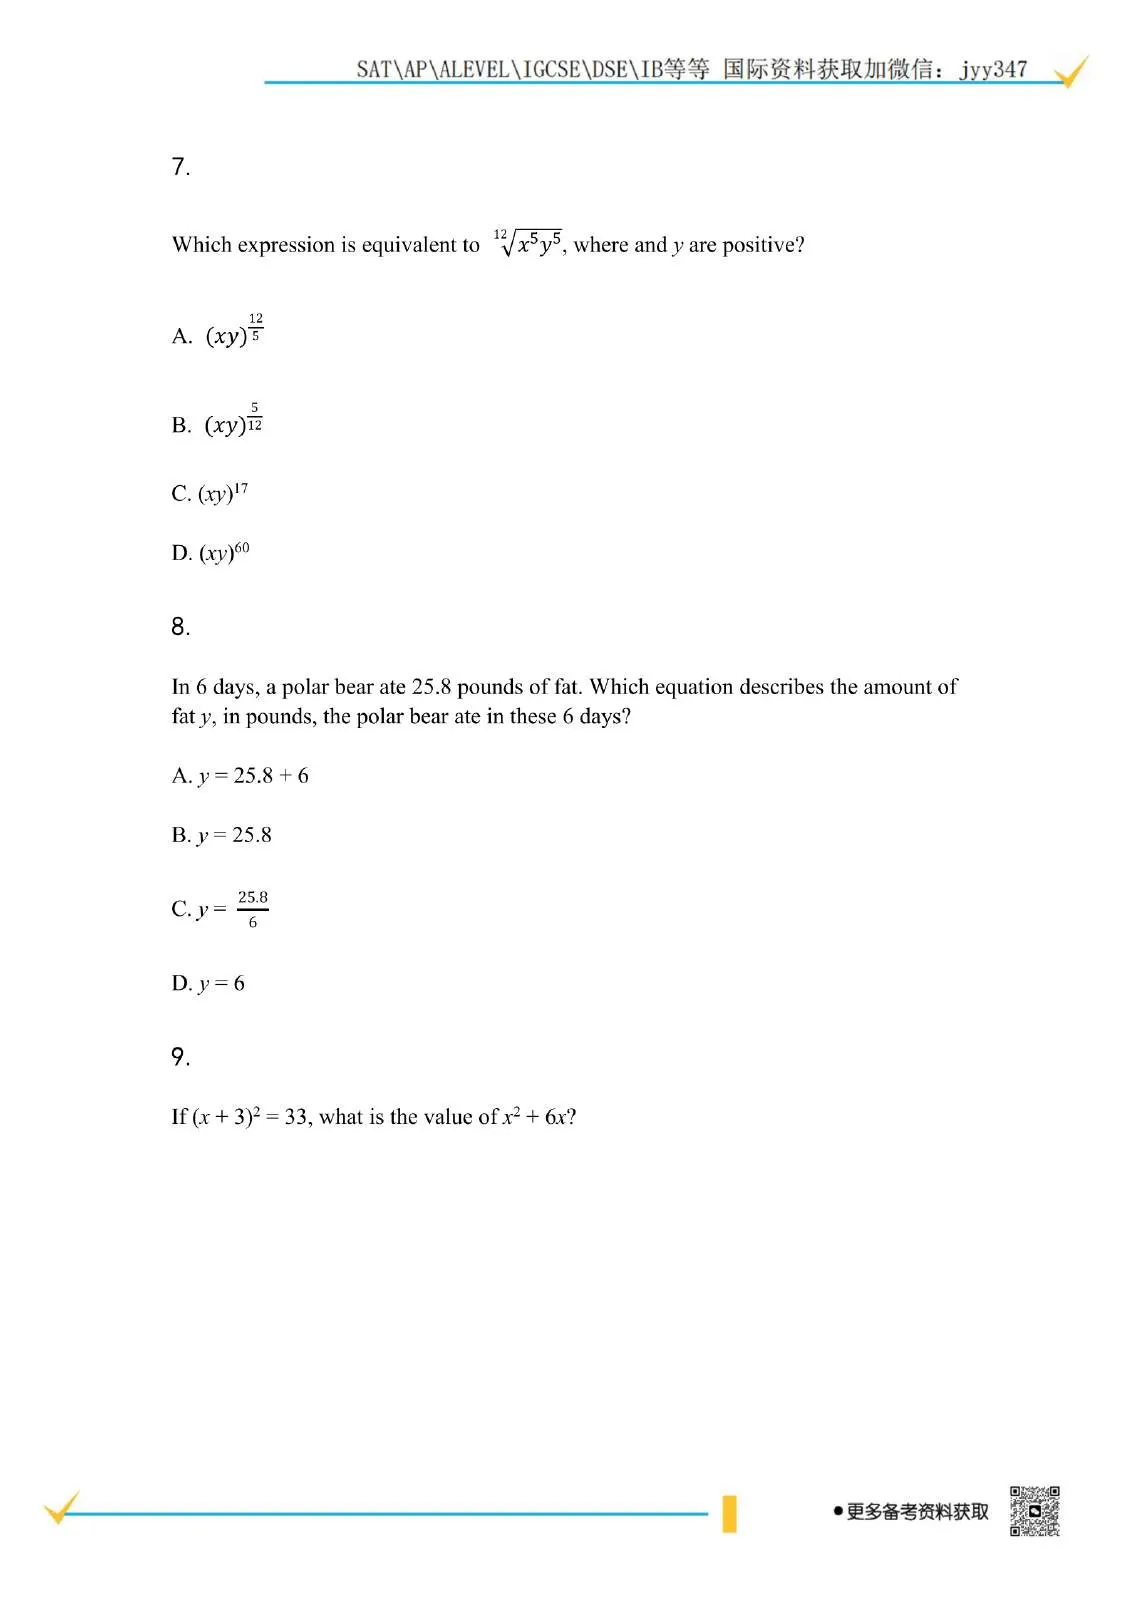 SAT\AP\ALEVEL\IGCSE\DSE\IB等等 国际资料获取加微信：jyy347
7.
Which expression is equivalent to ¹²√(x⁵y⁵), where and y are positive?
A. (xy)^(12/5)
B. (xy)^(5/12)
C. (xy)¹⁷
D. (xy)⁶⁰
8.
In 6 days, a polar bear ate 25.8 pounds of fat. Which equation describes the amount of
fat y, in pounds, the polar bear ate in these 6 days?
A. y = 25.8 + 6
B. y = 25.8
C. y = 25.8/6
D. y = 6
9.
If (x + 3)² = 33, what is the value of x² + 6x?
●更多备考资料获取